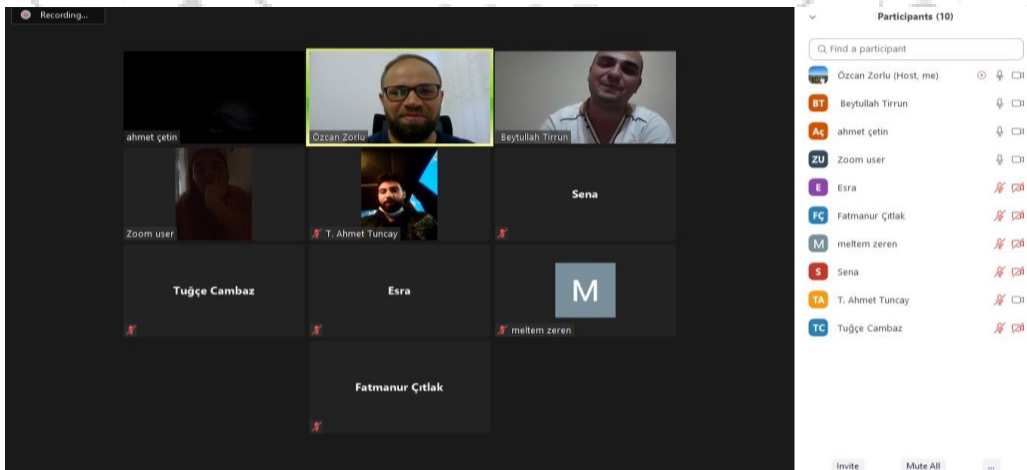 Recording...
Participants (10)
Find a participant
ahmet çetin
Özcan Zorlu
Beytullah Tirrun
Zoom user
T. Ahmet Tuncay
Sena
Tuğçe Cambaz
Esra
M
meltem zeren
Fatmanur Çıtlak
Özcan Zorlu (Host, me)
BT Beytullah Tirrun
Aç ahmet çetin
ZU Zoom user
E Esra
FÇ Fatmanur Çıtlak
M meltem zeren
S Sena
TA T. Ahmet Tuncay
TC Tuğçe Cambaz
Invite Mute All ...